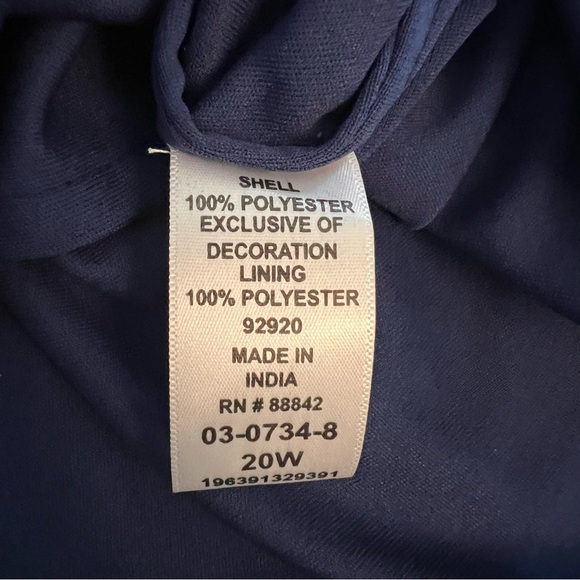 SHELL
100% POLYESTER
EXCLUSIVE OF
DECORATION
LINING
100% POLYESTER
92920
MADE IN
INDIA
RN # 88842
03-0734-8
20W
196391329391